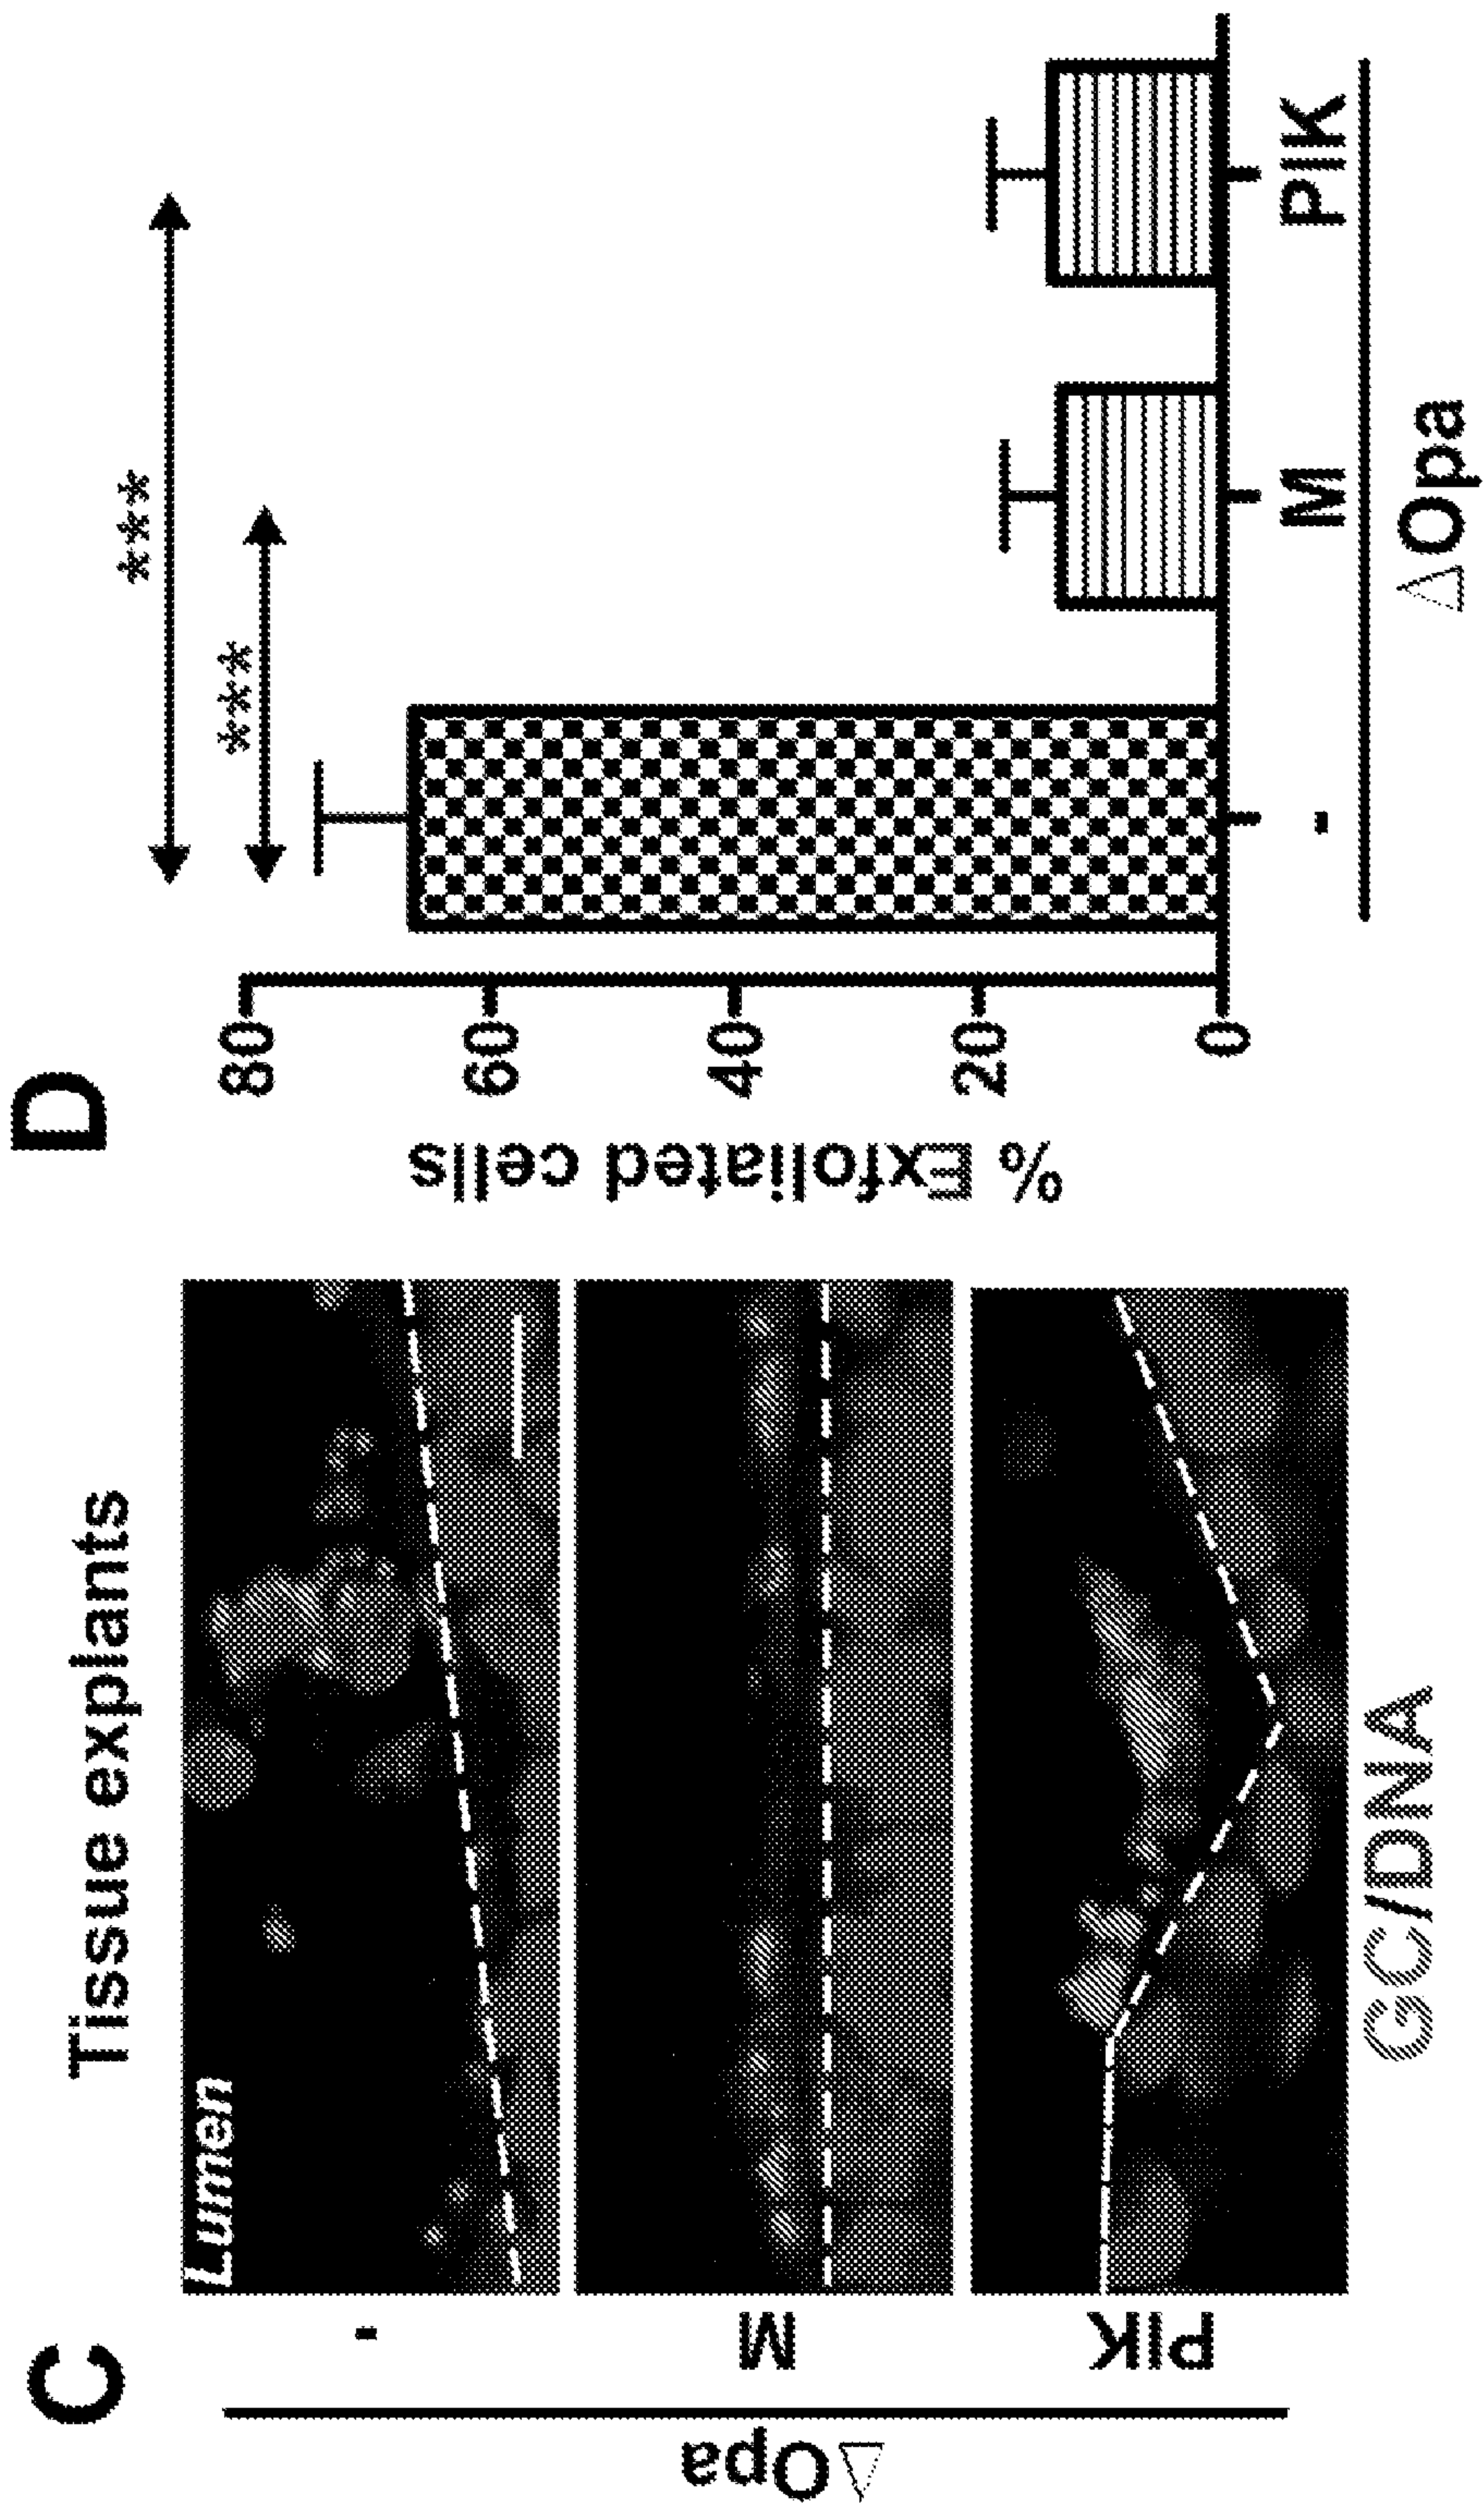 C
Tissue explants
Lumen
-
M
PIK
ΔOpa
GC/DNA
D
% Exfoliated cells
80
60
40
20
0
***
***
- M PIK
ΔOpa